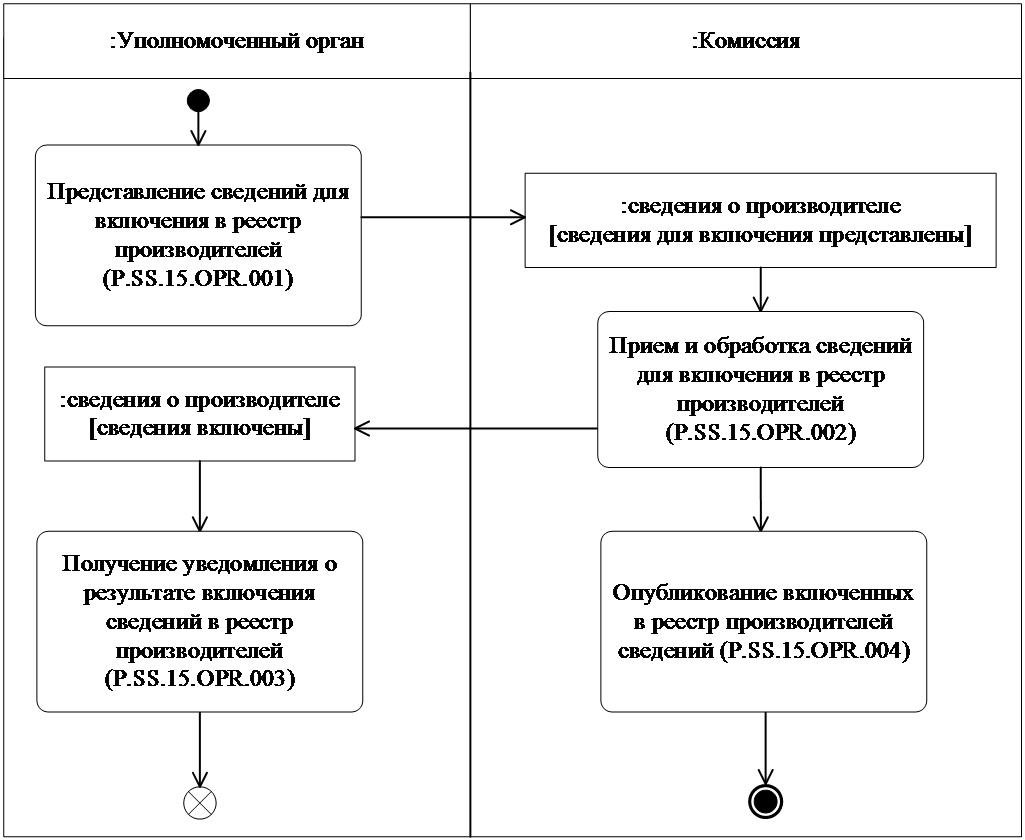 :Уполномоченный орган
:Комиссия
Представление сведений для
включения в реестр
производителей
(P.SS.15.OPR.001)
:сведения о производителе
[сведения для включения представлены]
Прием и обработка сведений
для включения в реестр
производителей
(P.SS.15.OPR.002)
:сведения о производителе
[сведения включены]
Получение уведомления о
результате включения
сведений в реестр
производителей
(P.SS.15.OPR.003)
Опубликование включенных
в реестр производителей
сведений (P.SS.15.OPR.004)